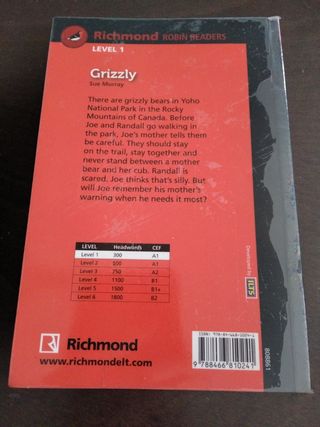 Richmond ROBIN READERS
LEVEL 1
Grizzly
Sue Murray
There are grizzly bears in Yoho
National Park in the Rocky
Mountains of Canada. Before
Joe and Randall go walking in
the park, Joe's mother tells them
be careful. They should stay
on the trail, stay together and
never stand between a mother
bear and her cub. Randall is
scared. Joe thinks that's silly. But
will Joe remember his mother's
warning when he needs it most?
LEVEL Headwords CEF
Level 1 300 A1
Level 2 500 A1
Level 3 750 A2
Level 4 1100 B1
Level 5 1500 B1+
Level 6 1800 B2
Richmond
www.richmondelt.com
9 788466 810241
808861